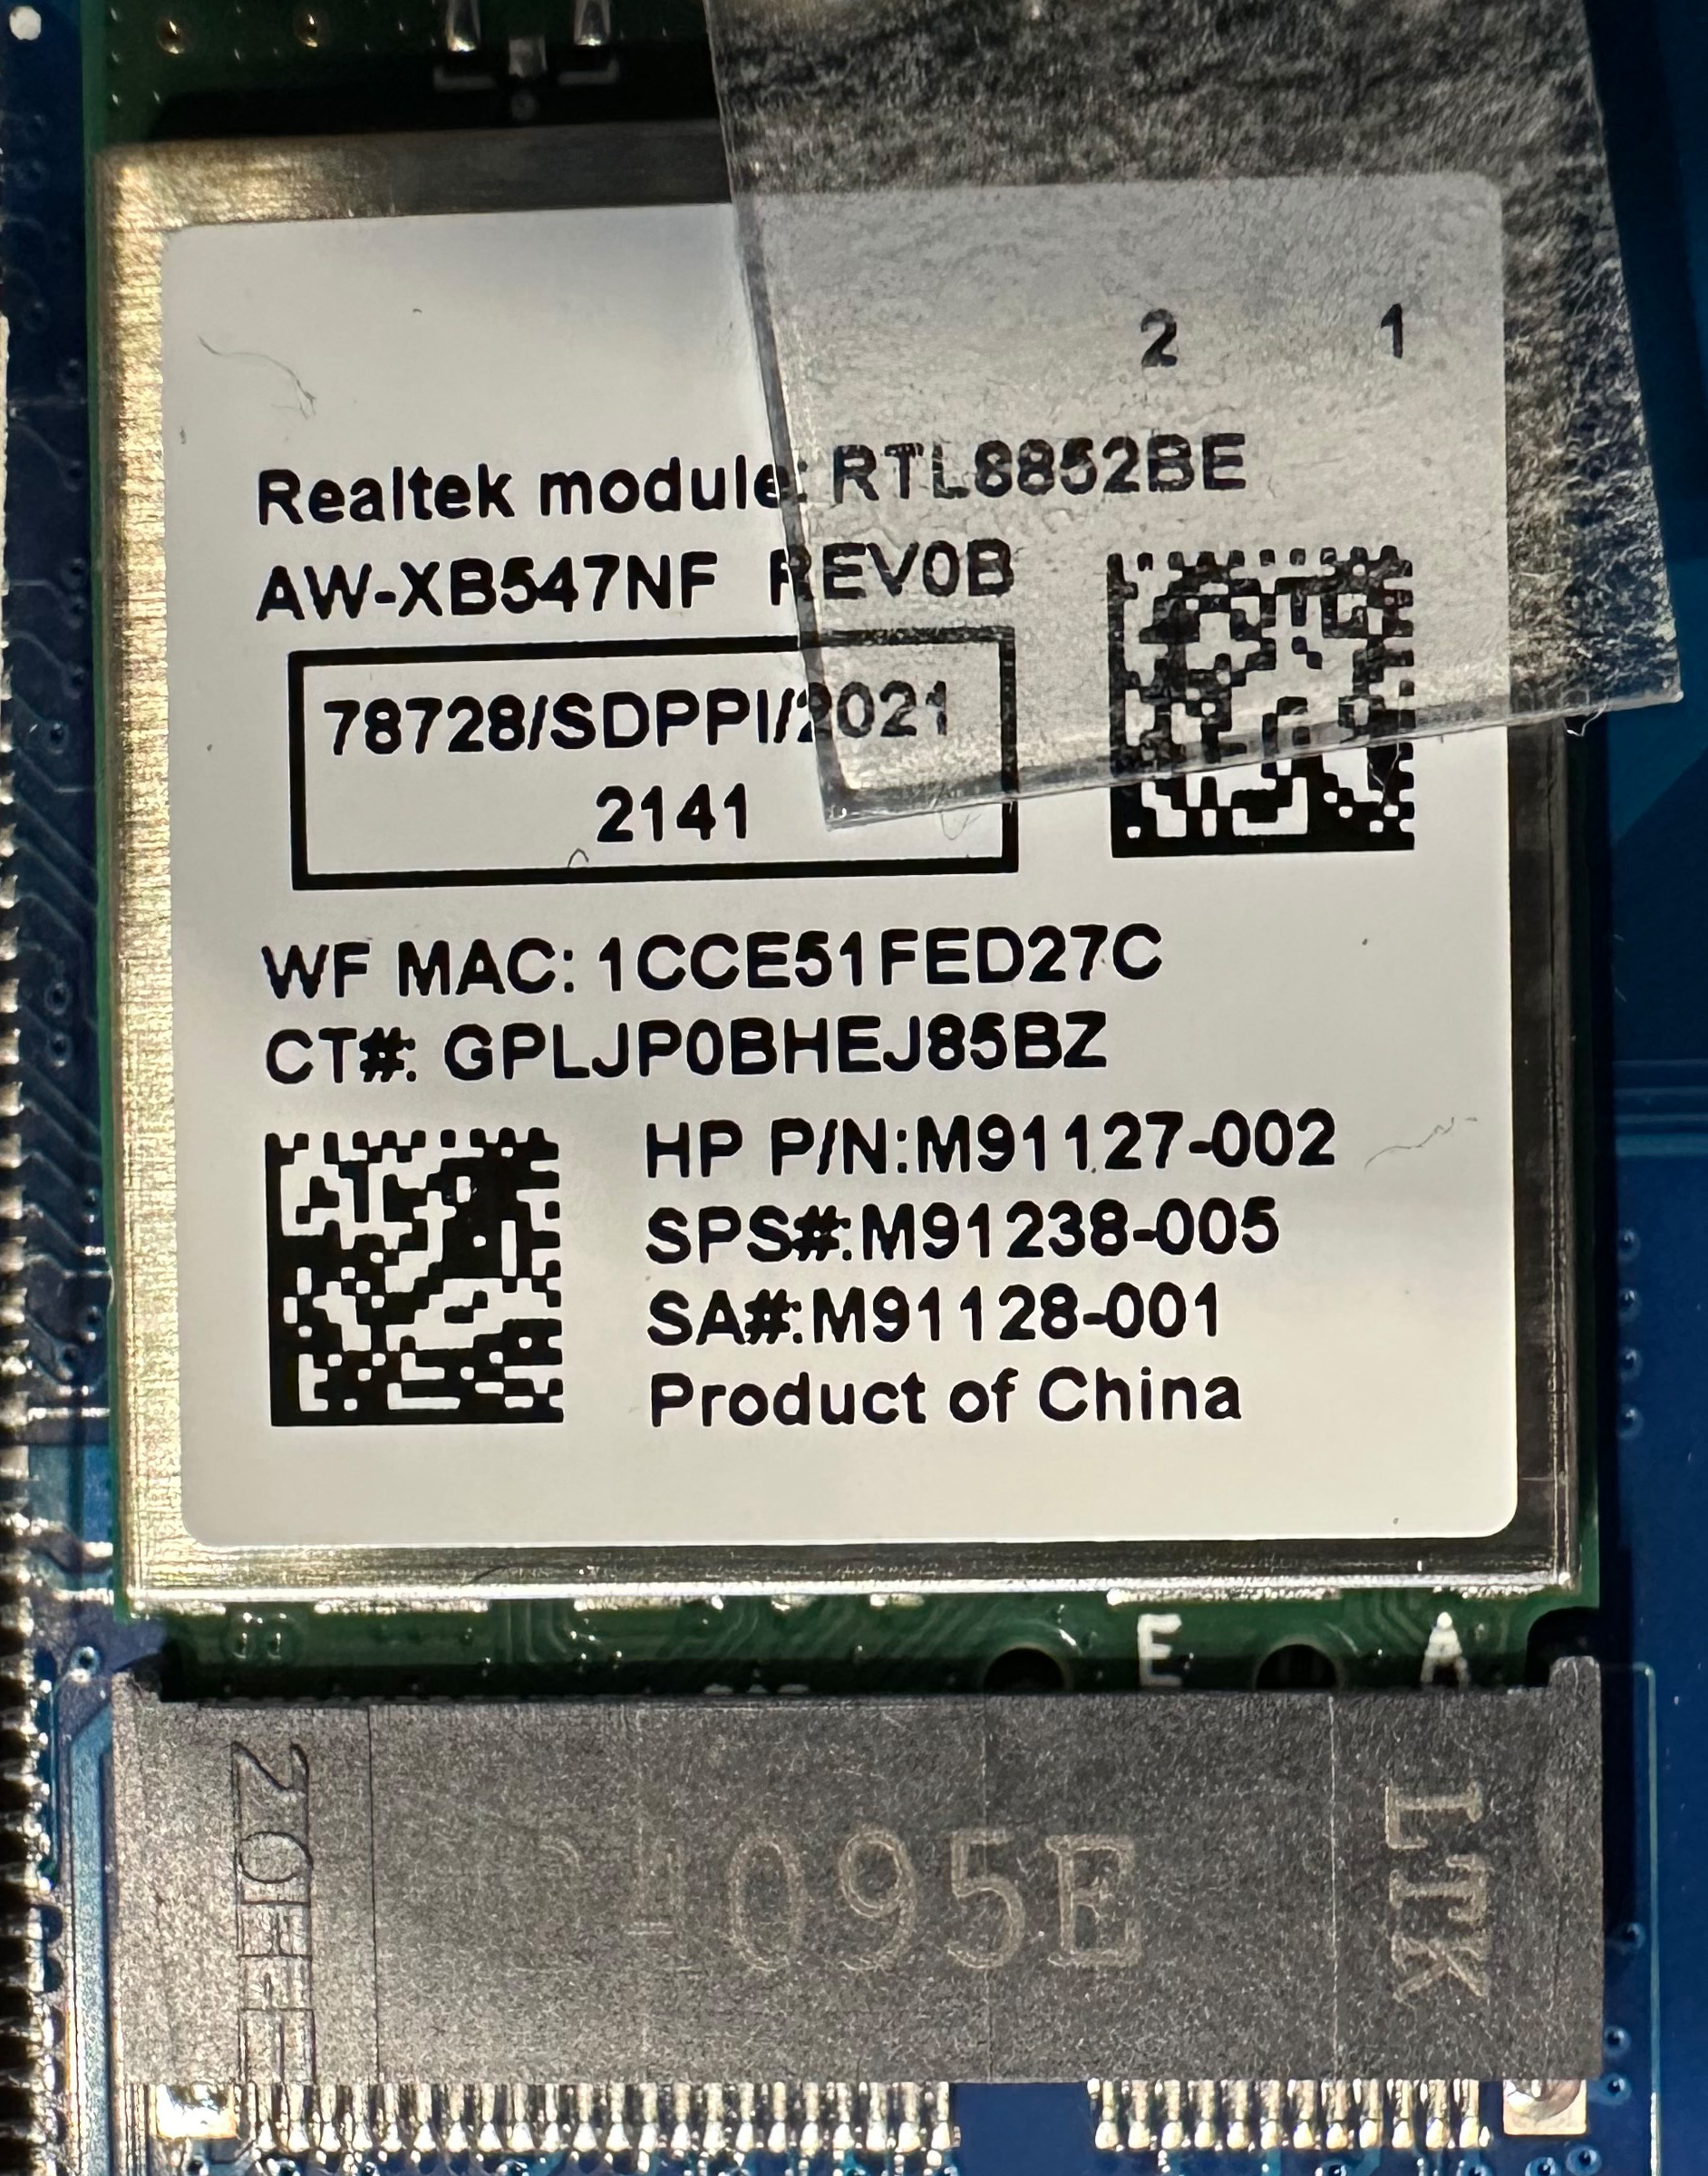 2 1
Realtek module: RTL8852BE
AW-XB547NF REV0B
78728/SDPPI/2021
2141
WF MAC: 1CCE51FED27C
CT#: GPLJP0BHEJ85BZ
HP P/N:M91127-002
SPS#:M91238-005
SA#:M91128-001
Product of China
E A
LTK